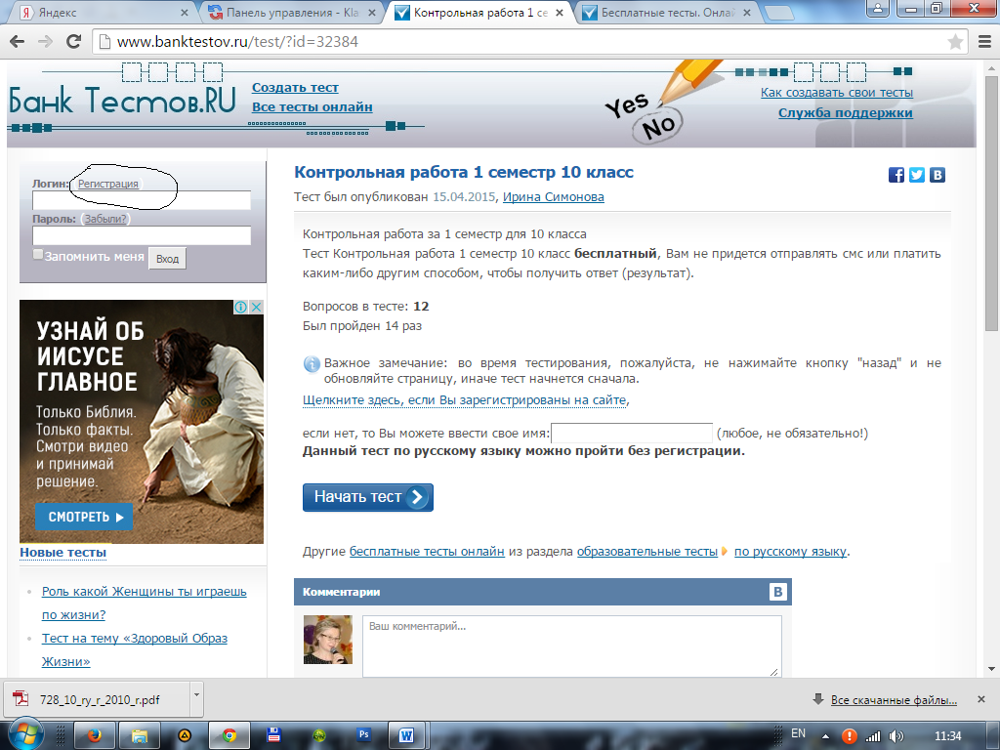 Яндекс
Панель управления - Kla
Контрольная работа 1 се
Бесплатные тесты. Онлай
www.banktestov.ru/test/?id=32384
Банк Тестов.RU
Создать тест
Все тесты онлайн
Yes
No
Как создавать свои тесты
Служба поддержки
Логин: (Регистрация)
Пароль: (Забыли?)
Запомнить меня Вход
УЗНАЙ ОБ
ИИСУСЕ
ГЛАВНОЕ
Только Библия.
Только факты.
Смотри видео
и принимай
решение.
СМОТРЕТЬ
Новые тесты
Роль какой Женщины ты играешь
по жизни?
Тест на тему «Здоровый Образ
Жизни»
Контрольная работа 1 семестр 10 класс
Тест был опубликован 15.04.2015, Ирина Симонова
Контрольная работа за 1 семестр для 10 класса
Тест Контрольная работа 1 семестр 10 класс бесплатный, Вам не придется отправлять смс или платить
каким-либо другим способом, чтобы получить ответ (результат).
Вопросов в тесте: 12
Был пройден 14 раз
Важное замечание: во время тестирования, пожалуйста, не нажимайте кнопку "назад" и не
обновляйте страницу, иначе тест начнется сначала.
Щелкните здесь, если Вы зарегистрированы на сайте,
если нет, то Вы можете ввести свое имя: (любое, не обязательно!)
Данный тест по русскому языку можно пройти без регистрации.
Начать тест
Другие бесплатные тесты онлайн из раздела образовательные тесты по русскому языку.
Комментарии
В
Ваш комментарий...
728_10_ry_r_2010_r.pdf
Все скачанные файлы...
EN
11:34